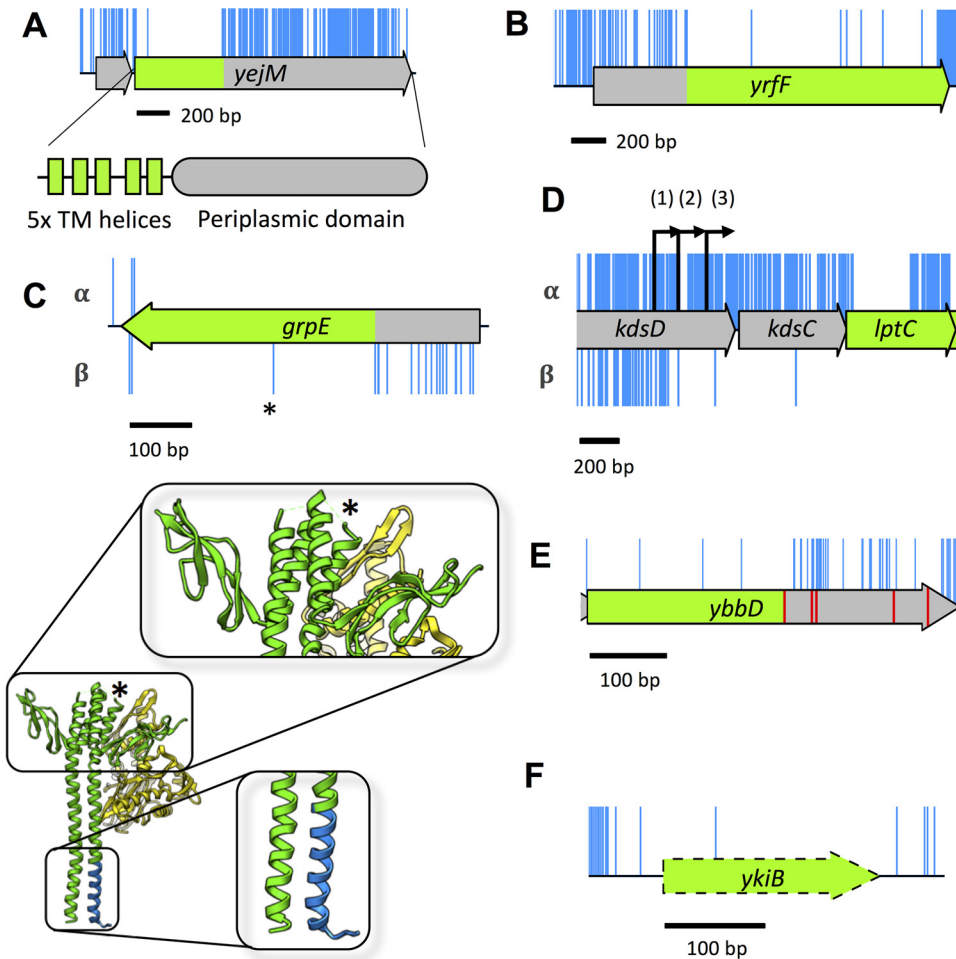 A
yejM
200 bp
5x TM helices
Periplasmic domain
B
yrfF
200 bp
C
α
grpE
β
*
100 bp
*
*
D
(1) (2) (3)
α
kdsD
kdsC
lptC
β
200 bp
E
ybbD
100 bp
F
ykiB
100 bp